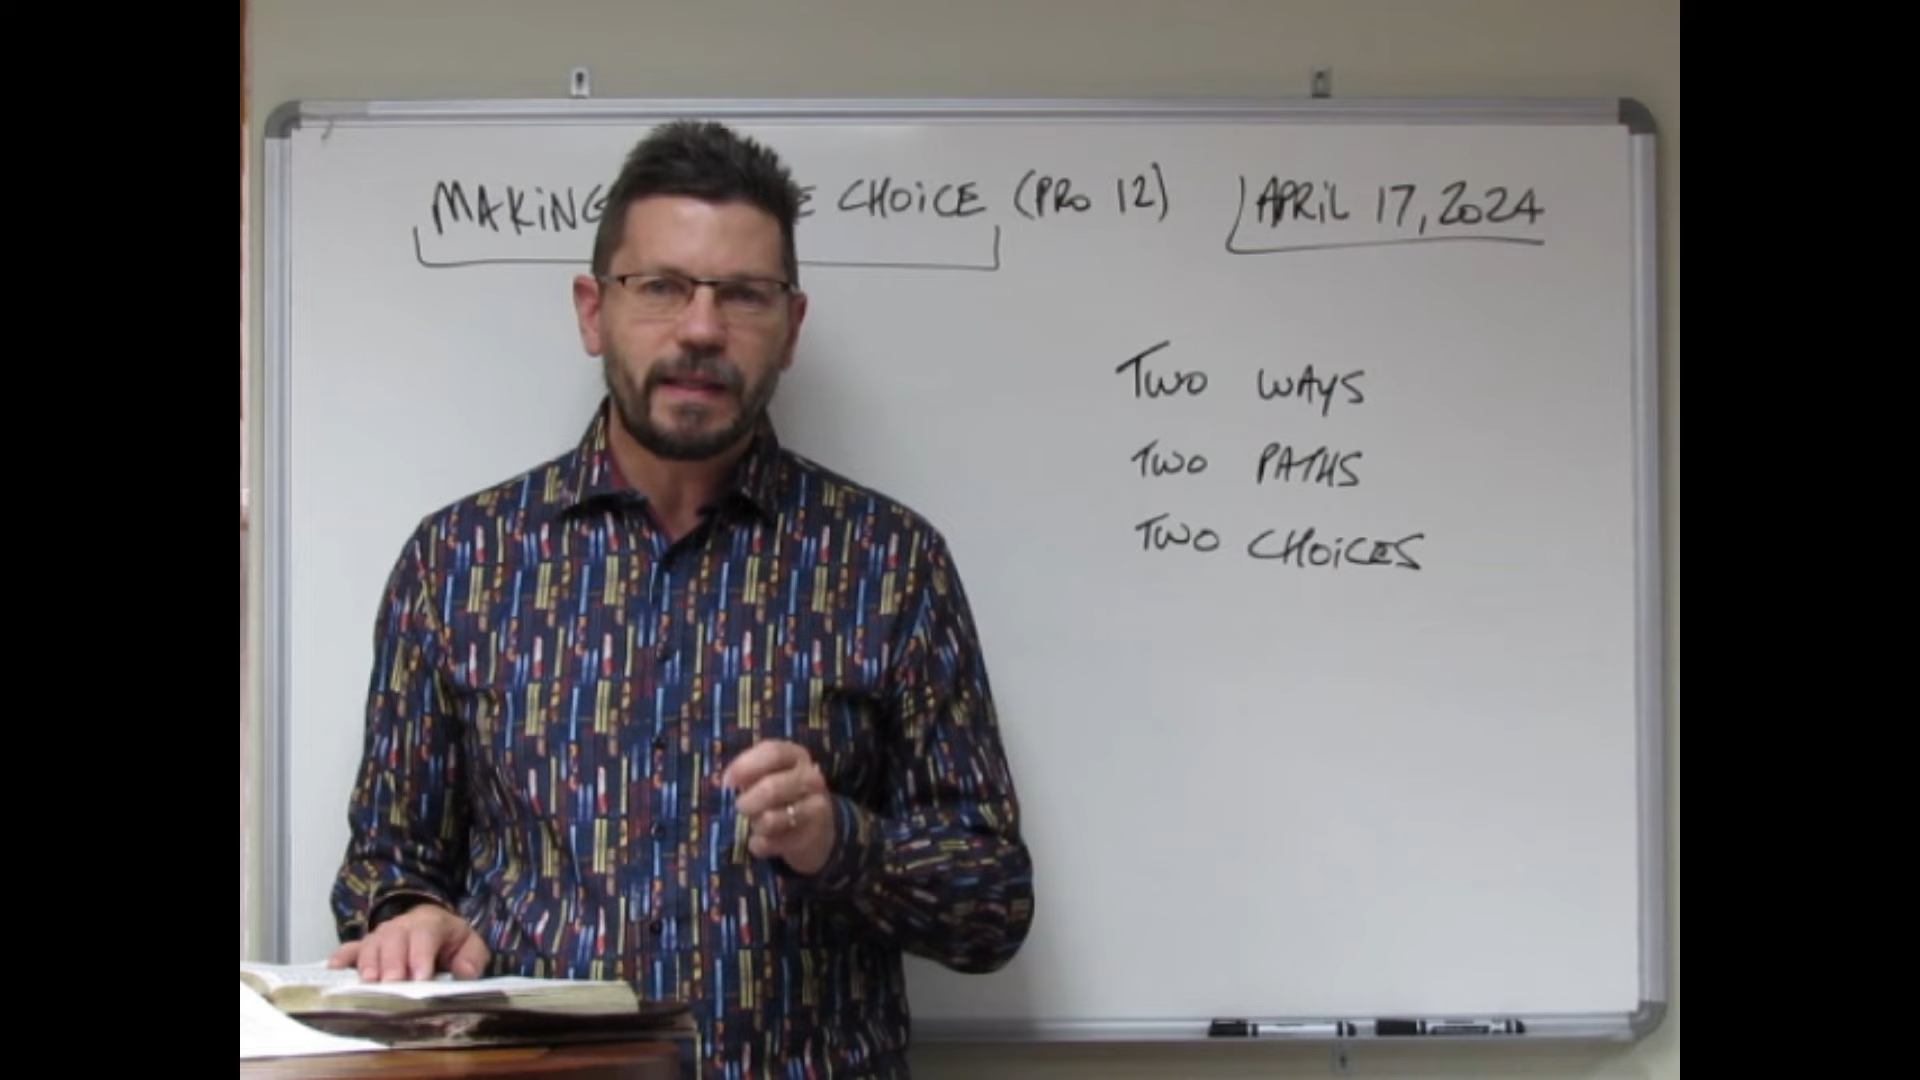 MAKING CHOICE (PRO 12) APRIL 17, 2024
TWO WAYS
TWO PATHS
TWO CHOICES